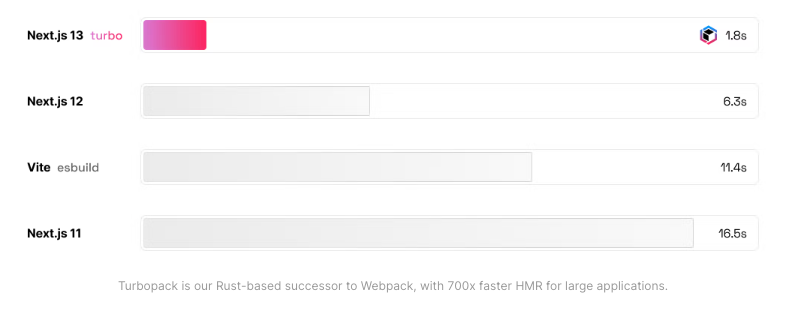 Next.js 13 turbo 1.8s
Next.js 12 6.3s
Vite esbuild 11.4s
Next.js 11 16.5s
Turbopack is our Rust-based successor to Webpack, with 700x faster HMR for large applications.